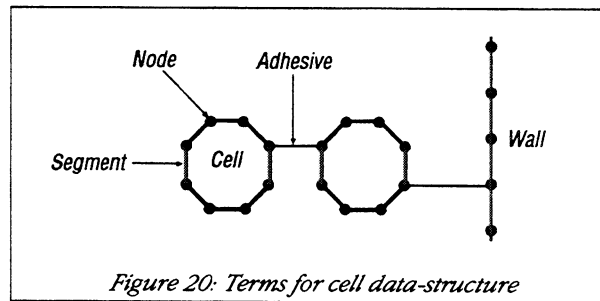 Node
Adhesive
Segment
Cell
Wall
Figure 20: Terms for cell data-structure